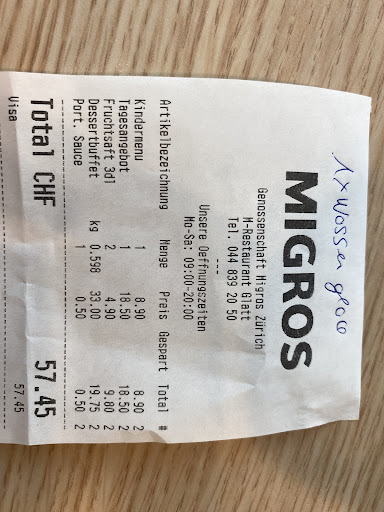 1x Wasser
MIGROS
Genossenschaft Migros Zürich
M-Restaurant Glatt
Tel. 044 839 20 50
---
Unsere Oeffnungszeiten
Mo-Sa: 09:00-20:00
Artikelbezeichnung Menge Preis Gespart Total #
Kindermenu 1 8.90 8.90 2
Tagesangebot 1 18.50 18.50 2
Fruchtsaft 3dl 2 4.90 9.80 2
Dessertbuffet kg 0.598 33.00 19.75 2
Port. Sauce 1 0.50 0.50 2
Total CHF 57.45
Visa 57.45